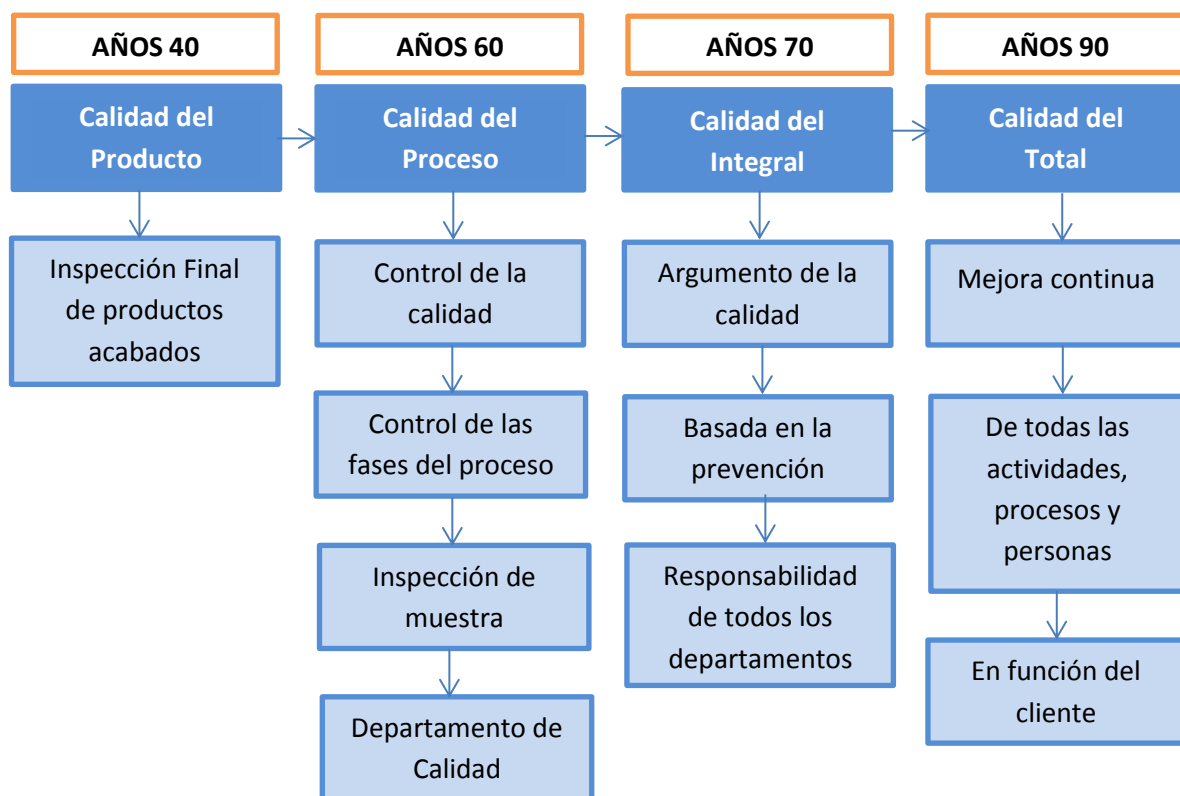 AÑOS 40
AÑOS 60
AÑOS 70
AÑOS 90
Calidad del
Producto
Calidad del
Proceso
Calidad del
Integral
Calidad del
Total
Inspección Final
de productos
acabados
Control de la
calidad
Control de las
fases del proceso
Inspección de
muestra
Departamento de
Calidad
Argumento de la
calidad
Basada en la
prevención
Responsabilidad
de todos los
departamentos
Mejora continua
De todas las
actividades,
procesos y
personas
En función del
cliente